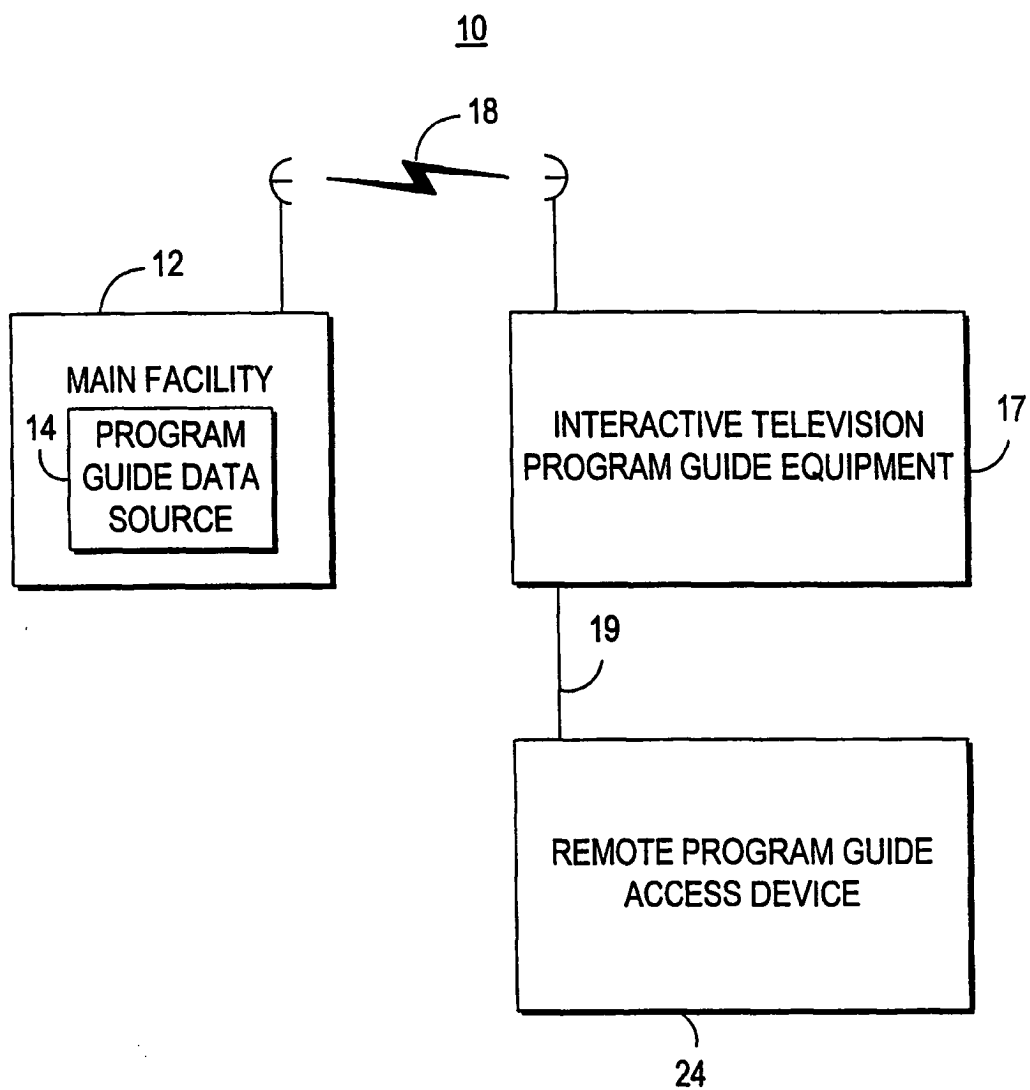 10
18
12
MAIN FACILITY
14
PROGRAM
GUIDE DATA
SOURCE
INTERACTIVE TELEVISION
PROGRAM GUIDE EQUIPMENT
17
19
REMOTE PROGRAM GUIDE
ACCESS DEVICE
24